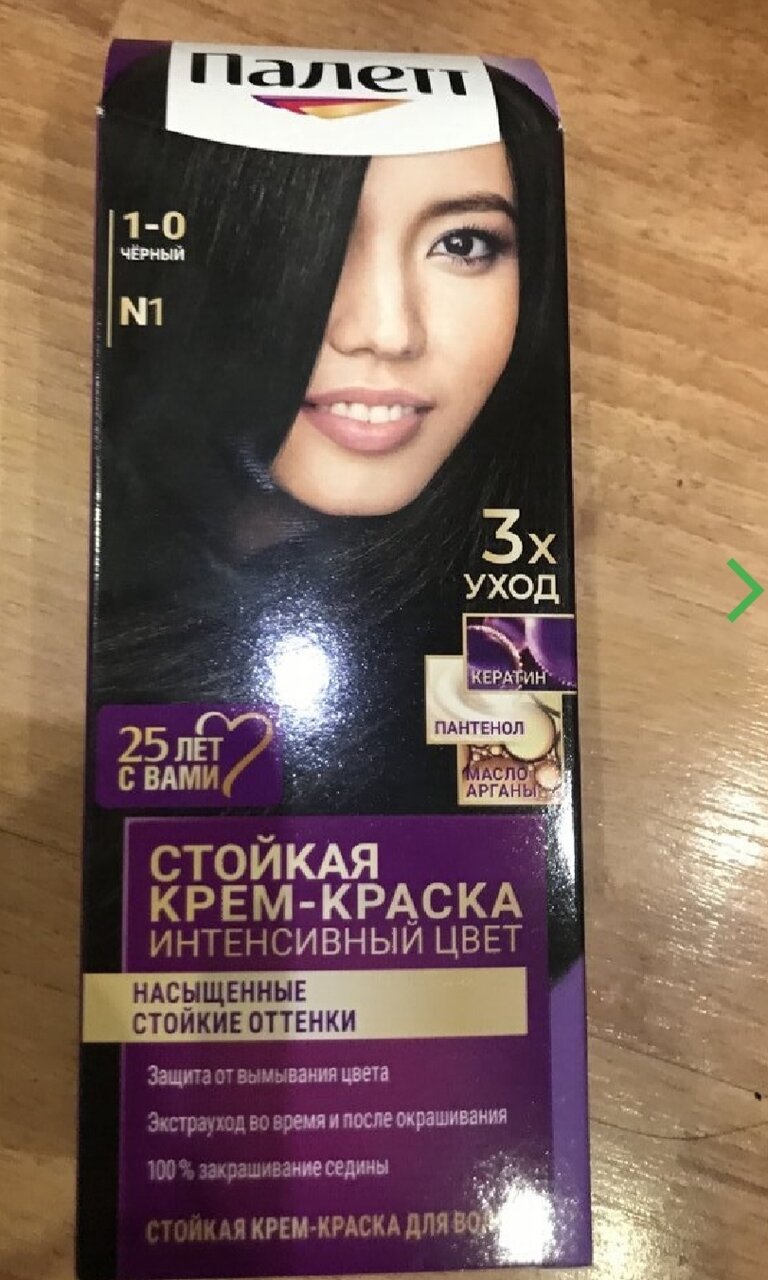 Палетт
1-0
ЧЁРНЫЙ
N1
3x
УХОД
КЕРАТИН
ПАНТЕНОЛ
МАСЛО
АРГАНЫ
25 ЛЕТ
С ВАМИ
СТОЙКАЯ
КРЕМ-КРАСКА
ИНТЕНСИВНЫЙ ЦВЕТ
НАСЫЩЕННЫЕ
СТОЙКИЕ ОТТЕНКИ
Защита от вымывания цвета
Экстрауход во время и после окрашивания
100 % закрашивание седины
СТОЙКАЯ КРЕМ-КРАСКА ДЛЯ